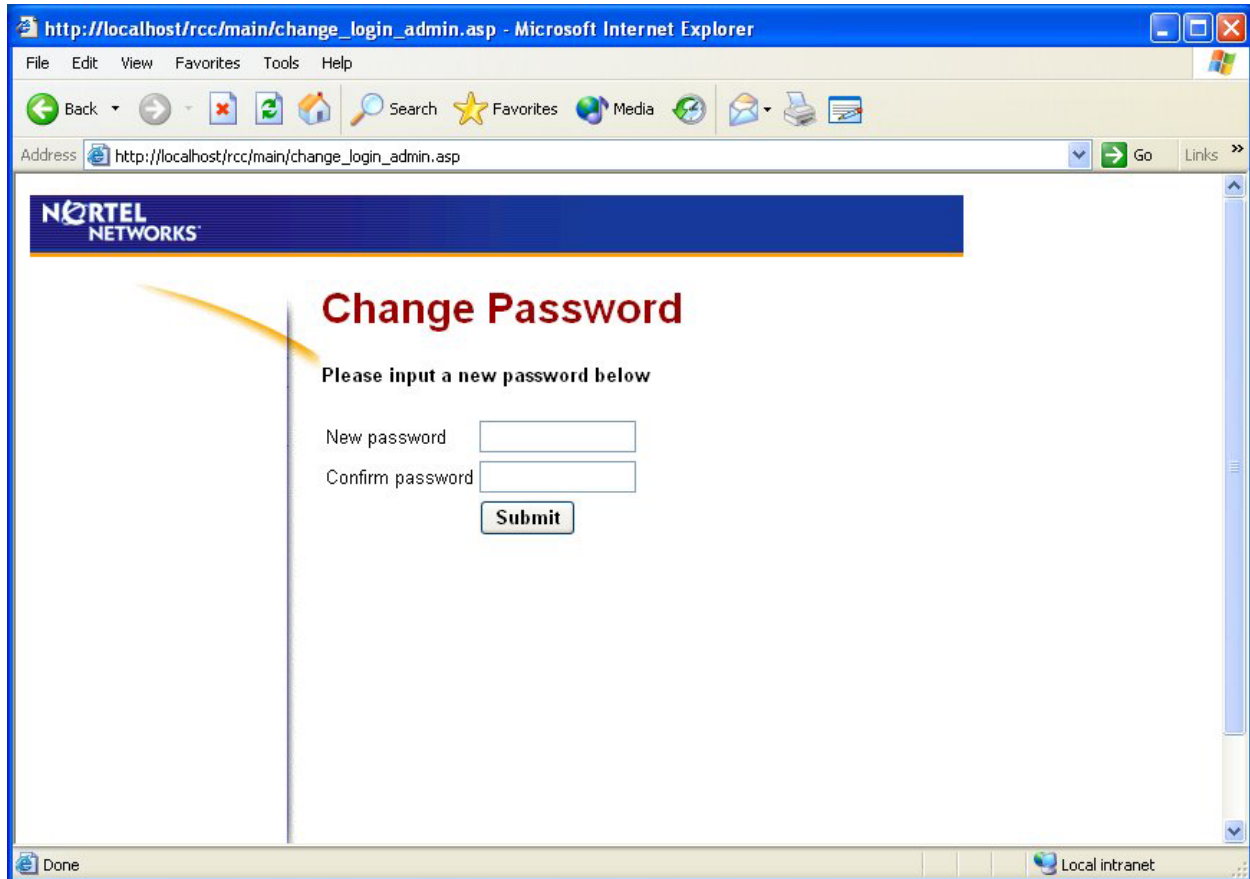 http://localhost/rcc/main/change_login_admin.asp - Microsoft Internet Explorer
File Edit View Favorites Tools Help
Back Search Favorites Media
Address http://localhost/rcc/main/change_login_admin.asp Go Links »
NORTEL
NETWORKS
Change Password
Please input a new password below
New password
Confirm password
Submit
Done Local intranet